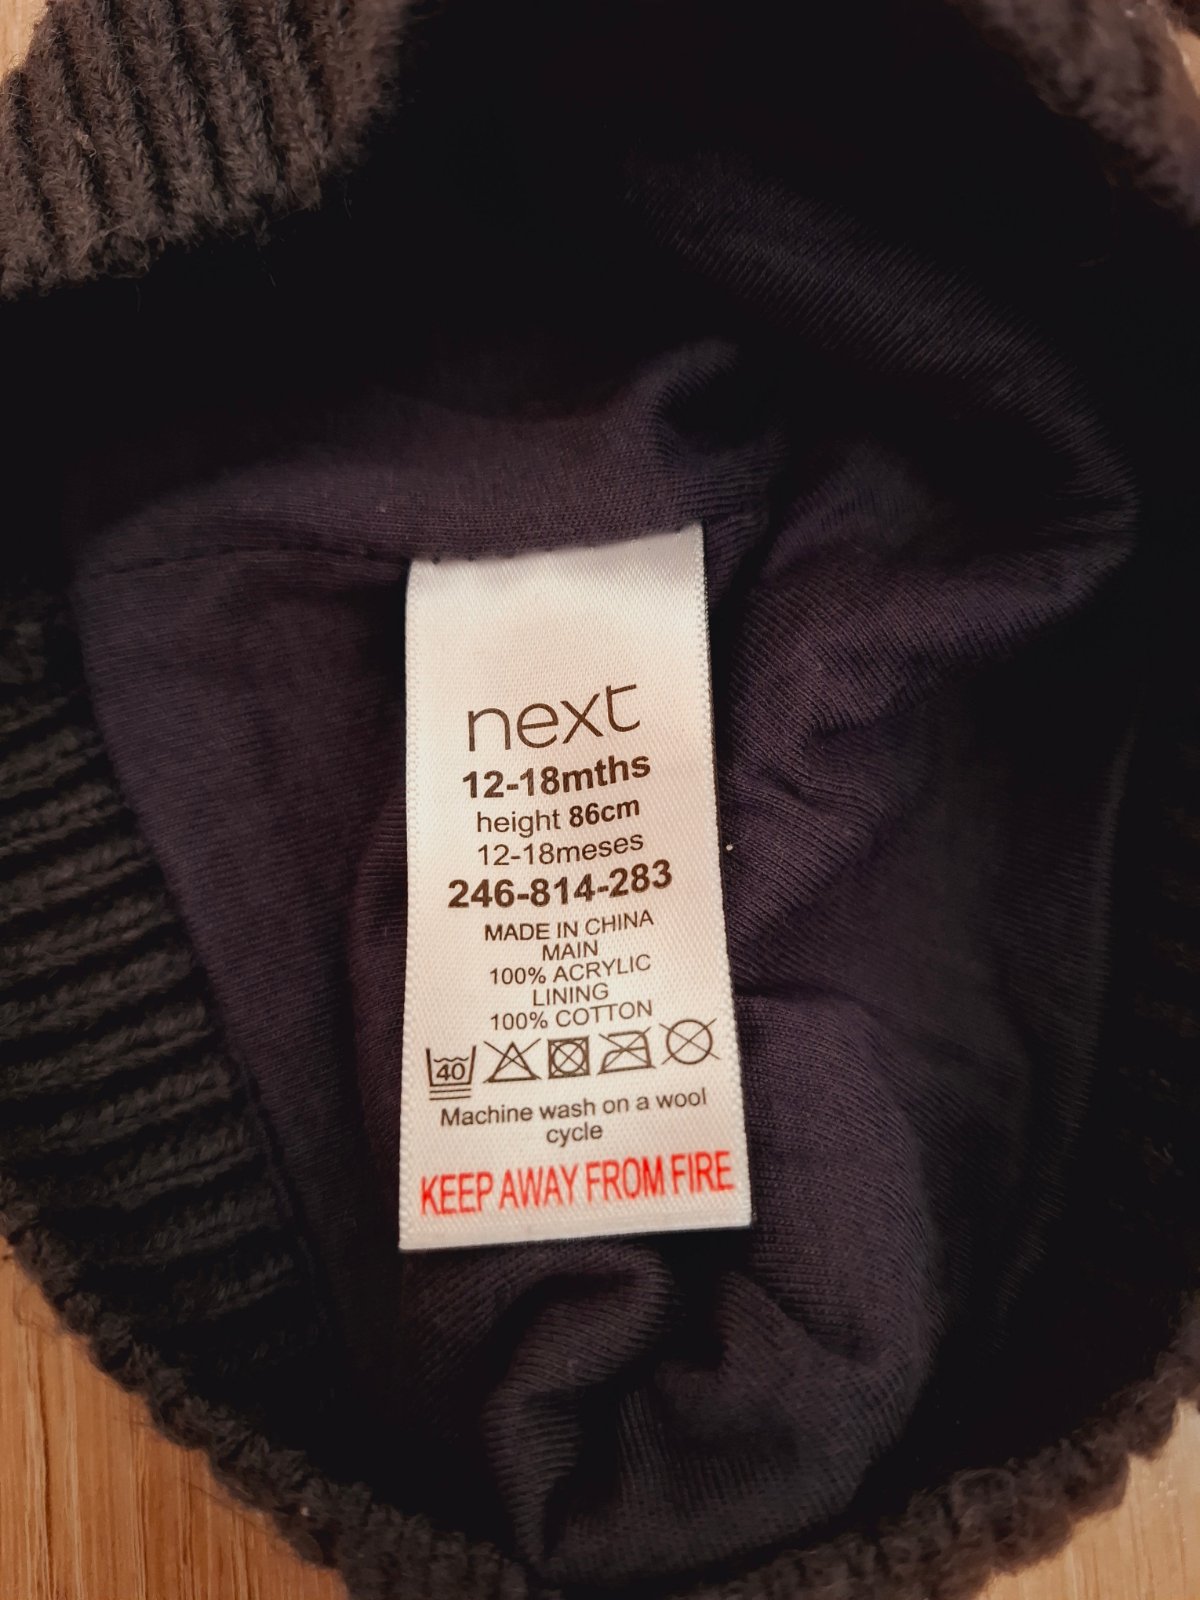 next
12-18mths
height 86cm
12-18meses
246-814-283
MADE IN CHINA
MAIN
100% ACRYLIC
LINING
100% COTTON
40
Machine wash on a wool
cycle
KEEP AWAY FROM FIRE